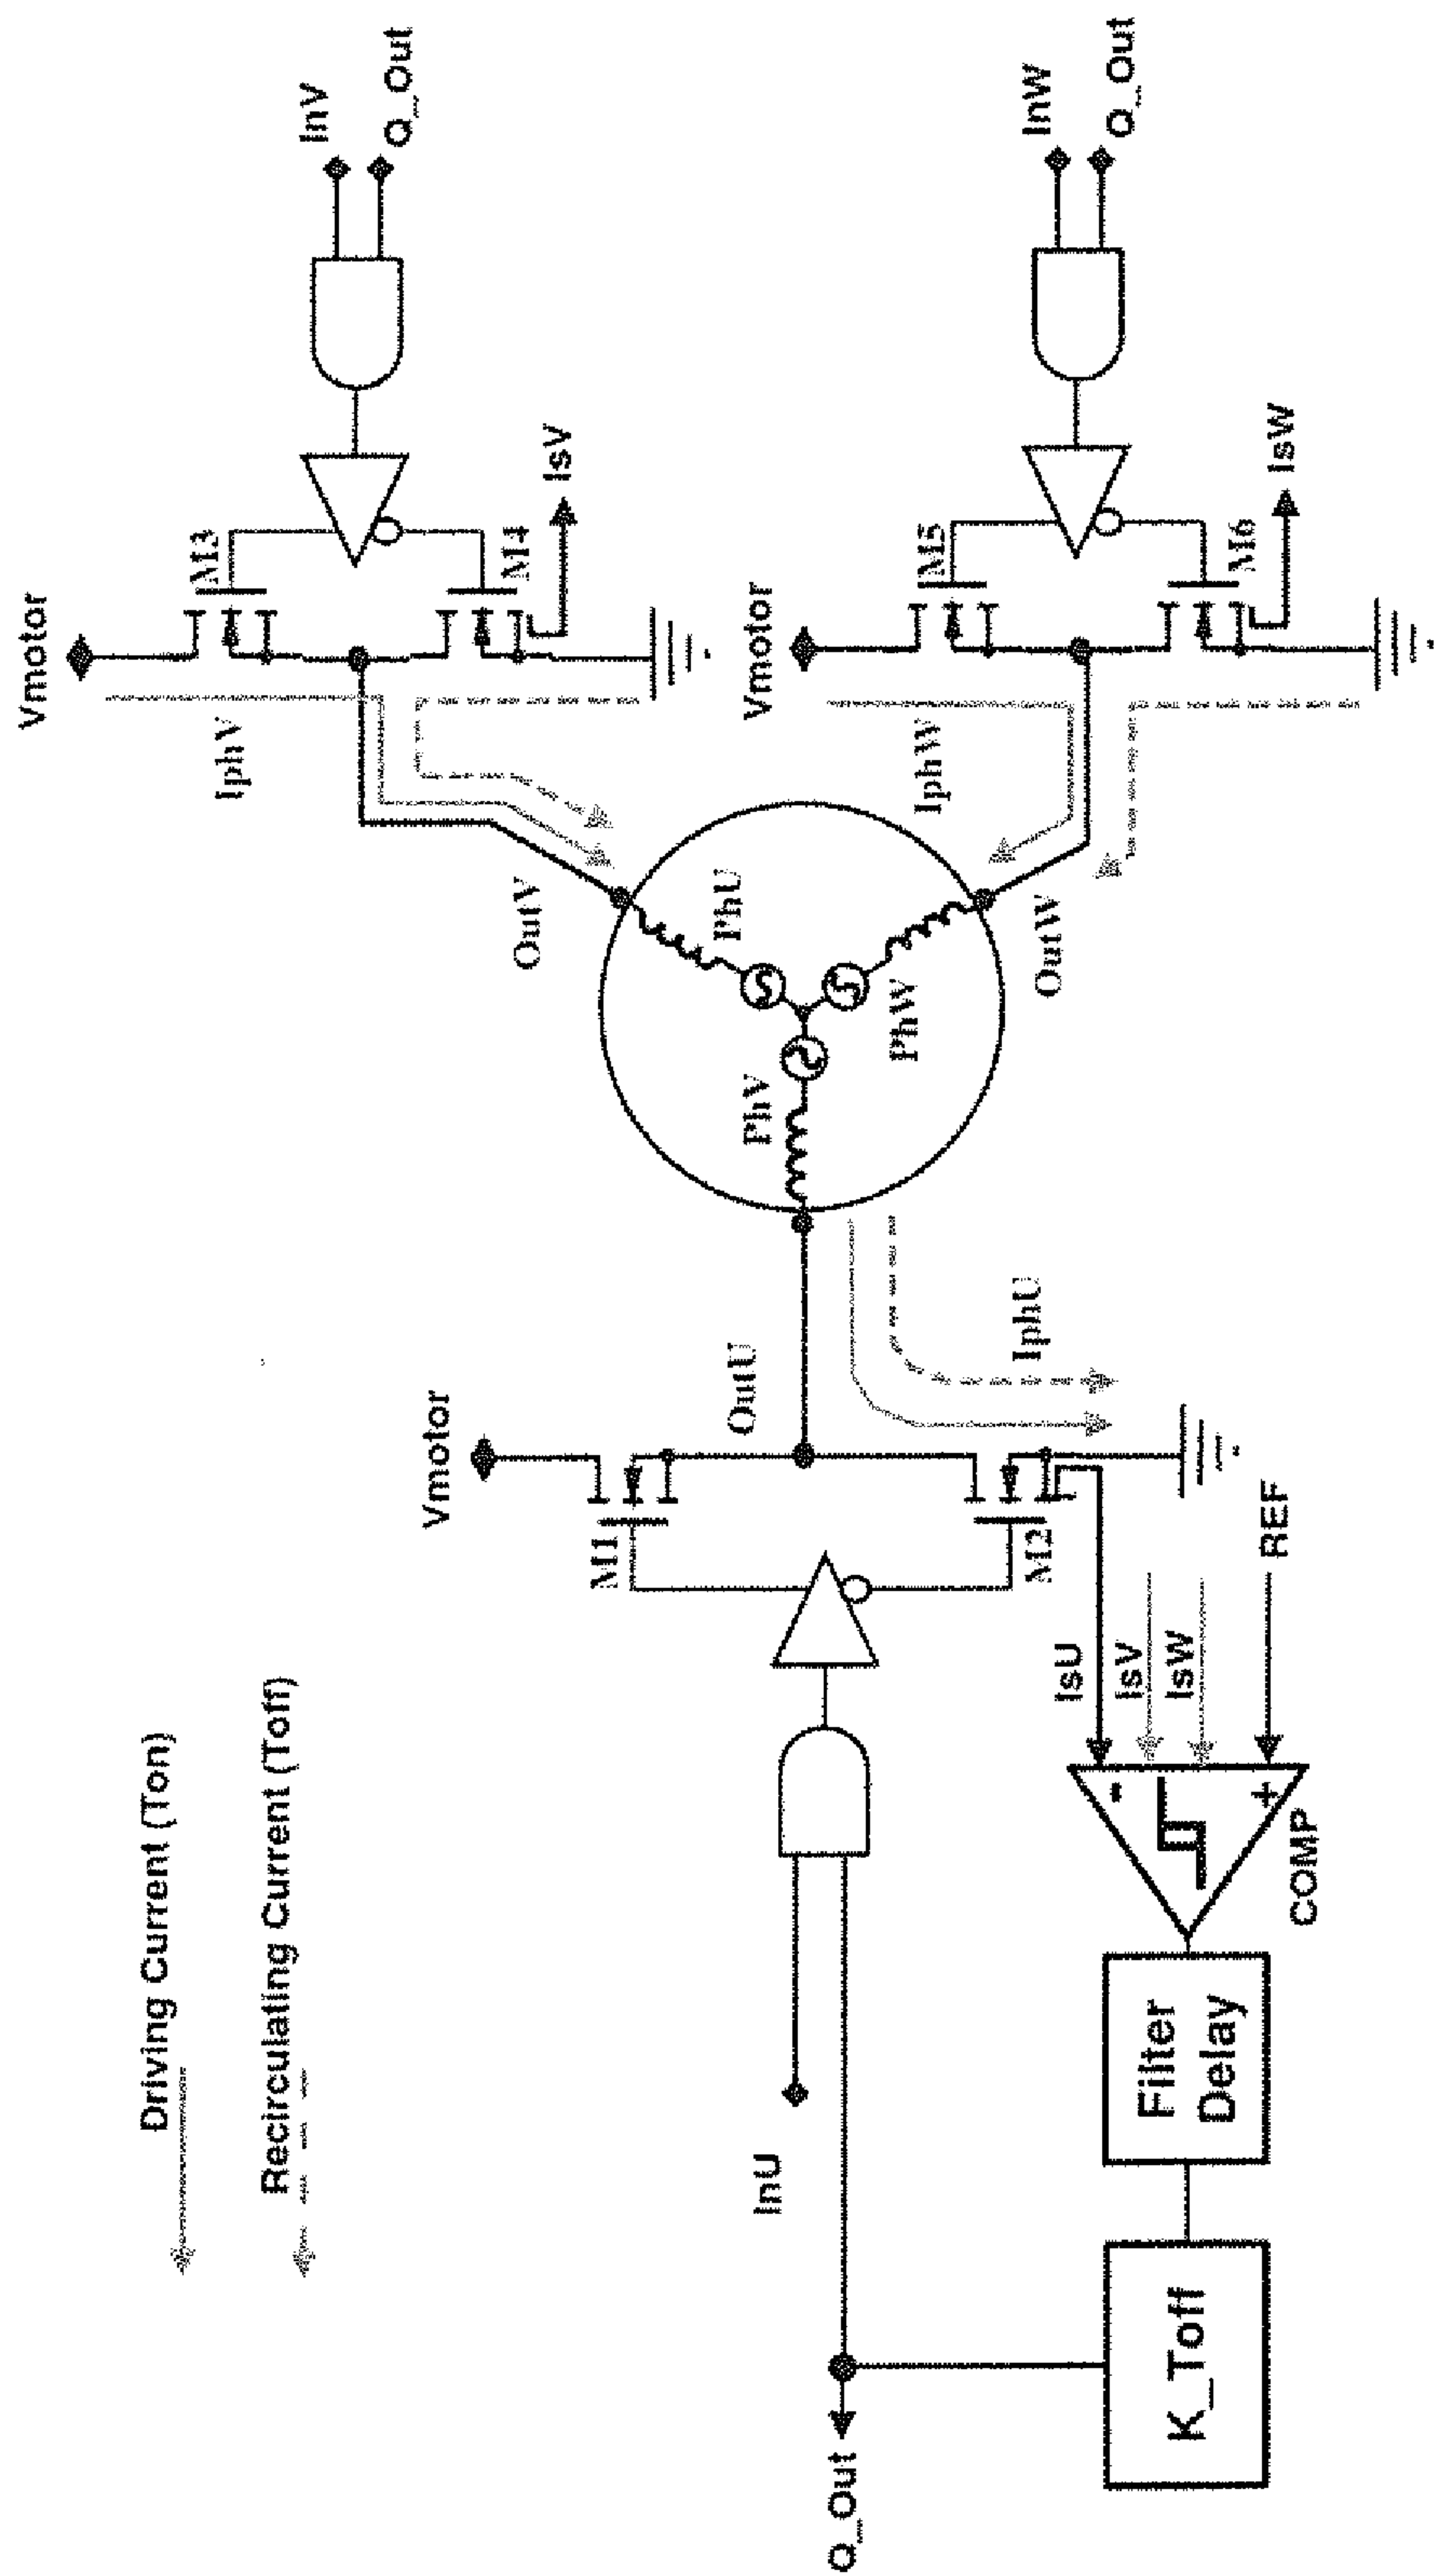 Driving Current (Ton)
Recirculating Current (Toff)
Vmotor
M1
M2
OutU
IphU
InU
Q_Out
K_Toff
Filter
Delay
COMP
-
+
IsU
IsV
IsW
REF
PhV
PhU
PhW
OutV
OutW
Vmotor
IphV
M3
M4
IsV
InV
Q_Out
Vmotor
IphW
M5
M6
IsW
InW
Q_Out